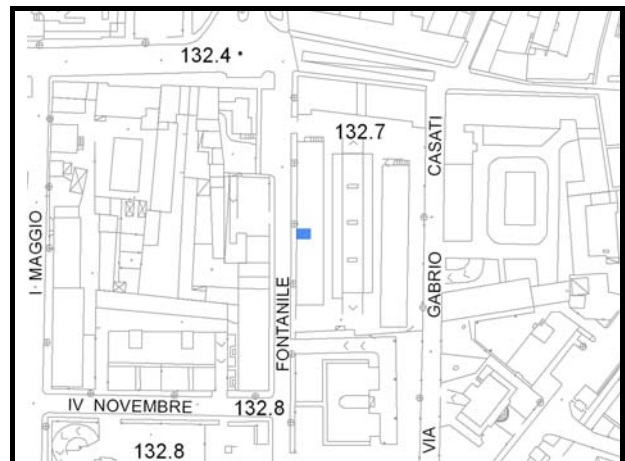 132.4
132.7
I MAGGIO
FONTANILE
VIA GABRIO CASATI
IV NOVEMBRE
132.8
132.8